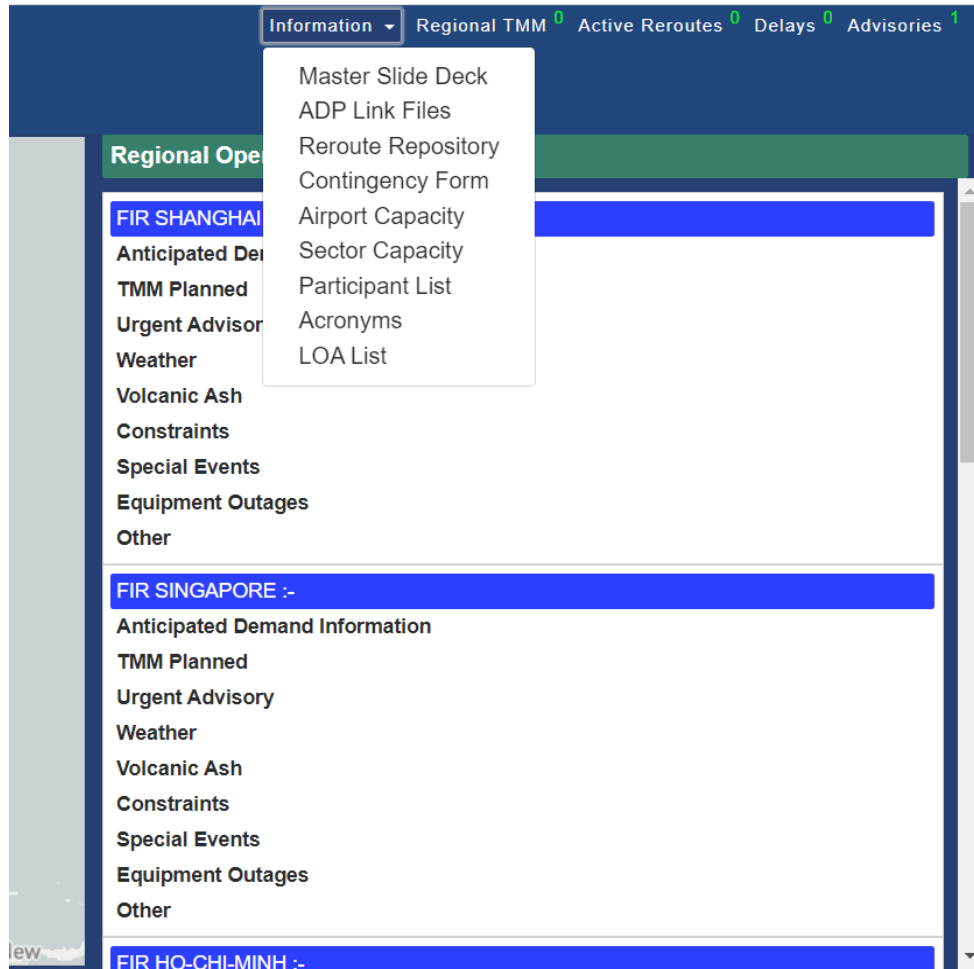 Information Regional TMM 0 Active Reroutes 0 Delays 0 Advisories 1
Master Slide Deck
ADP Link Files
Reroute Repository
Contingency Form
Airport Capacity
Sector Capacity
Participant List
Acronyms
LOA List
Regional Ope
FIR SHANGHAI
Anticipated De
TMM Planned
Urgent Advisor
Weather
Volcanic Ash
Constraints
Special Events
Equipment Outages
Other
FIR SINGAPORE :-
Anticipated Demand Information
TMM Planned
Urgent Advisory
Weather
Volcanic Ash
Constraints
Special Events
Equipment Outages
Other
FIR HO-CHI-MINH :-